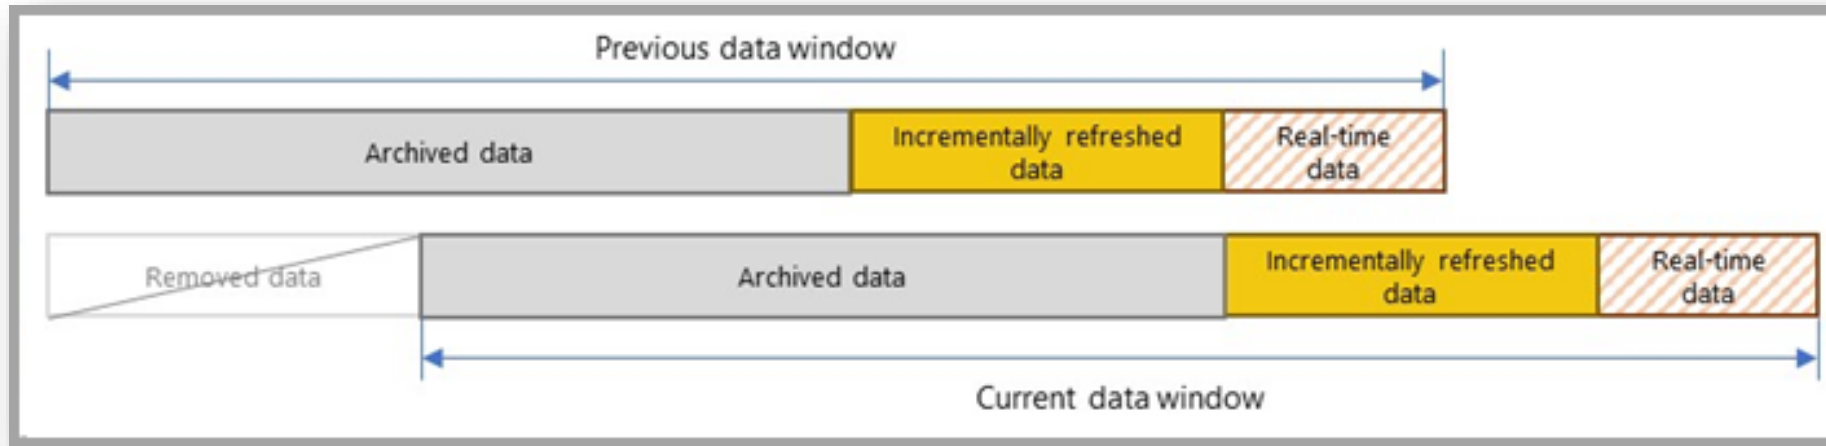 Previous data window
Archived data
Incrementally refreshed
data
Real-time
data
Removed data
Archived data
Incrementally refreshed
data
Real-time
data
Current data window